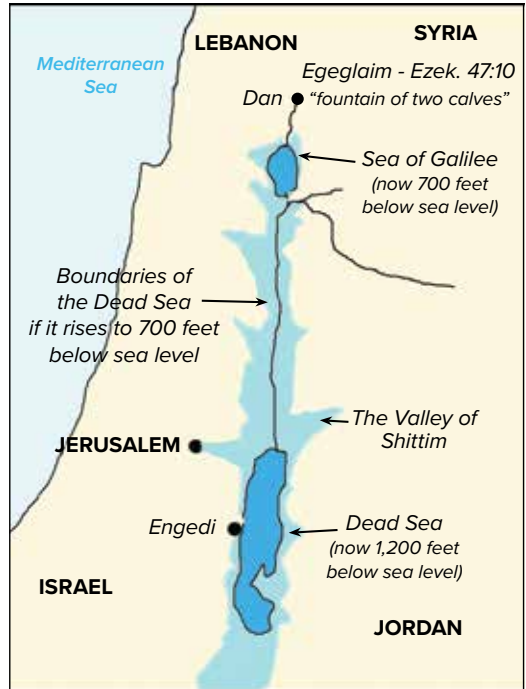 LEBANON
SYRIA
Mediterranean
Sea
Egeglaim - Ezek. 47:10
Dan
“fountain of two calves”
Sea of Galilee
(now 700 feet
below sea level)
Boundaries of
the Dead Sea
if it rises to 700 feet
below sea level
The Valley of
Shittim
JERUSALEM
Engedi
Dead Sea
(now 1,200 feet
below sea level)
ISRAEL
JORDAN